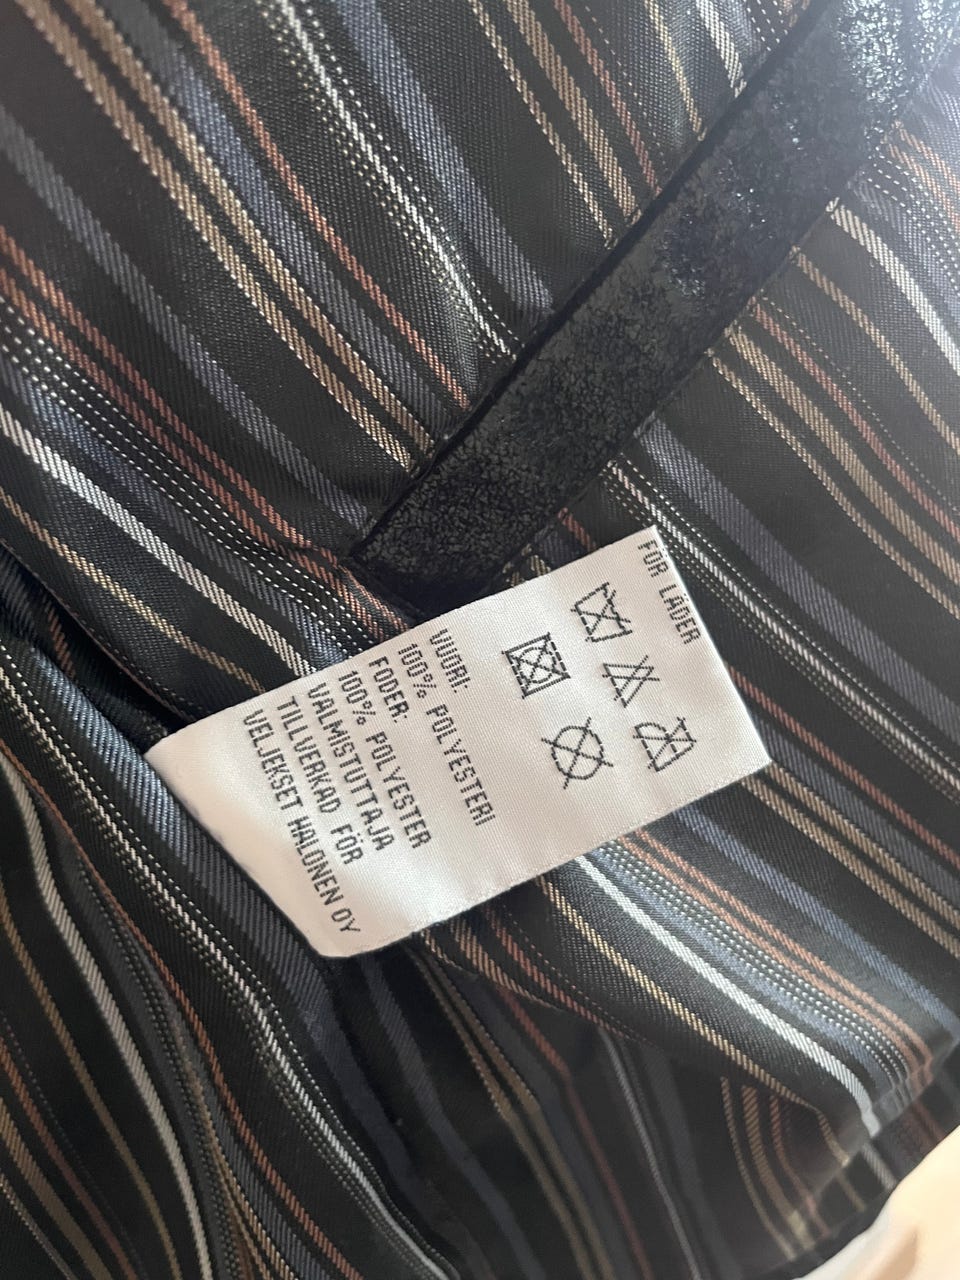 FÖR LÄDER
VUORI:
100% POLYESTERI
FODER:
100% POLYESTER
VALMISTUTTAJA
TILLVERKAD FÖR
VELJEKSET HALONEN OY